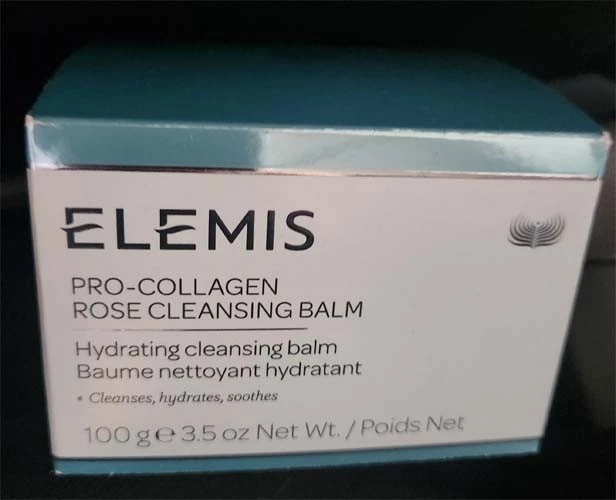 ELEMIS
PRO-COLLAGEN
ROSE CLEANSING BALM
Hydrating cleansing balm
Baume nettoyant hydratant
• Cleanses, hydrates, soothes
100 g ℮ 3.5 oz Net Wt. / Poids Net